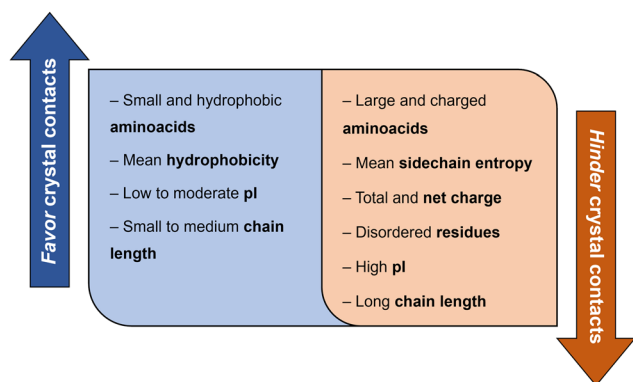 Favor crystal contacts
– Small and hydrophobic
aminoacids
– Mean hydrophobicity
– Low to moderate pI
– Small to medium chain
length
– Large and charged
aminoacids
– Mean sidechain entropy
– Total and net charge
– Disordered residues
– High pI
– Long chain length
Hinder crystal contacts